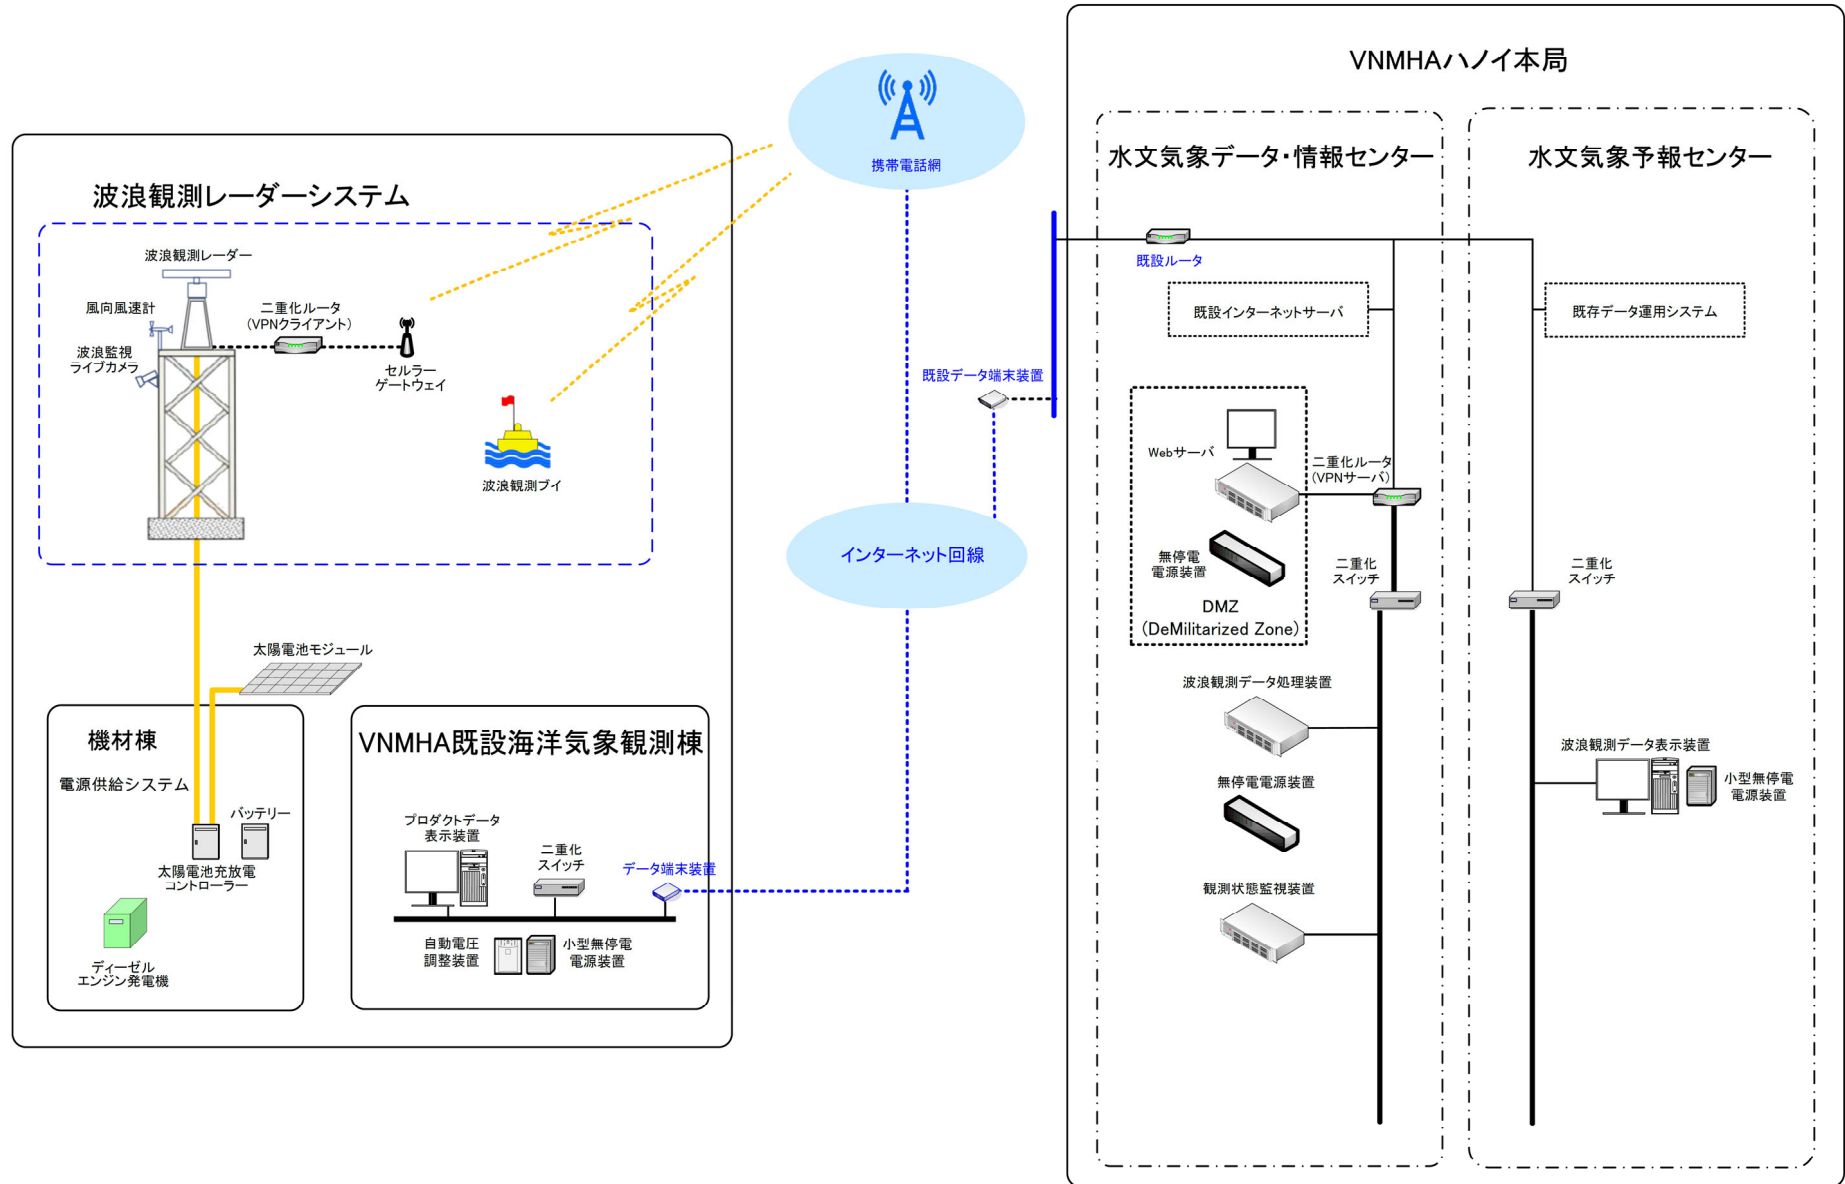 波浪観測レーダーシステム
波浪観測レーダー
風向風速計
二重化ルータ
(VPNクライアント)
波浪監視
ライブカメラ
セルラー
ゲートウェイ
波浪観測ブイ
太陽電池モジュール
機材棟
電源供給システム
バッテリー
太陽電池充放電
コントローラー
ディーゼル
エンジン発電機
VNMHA既設海洋気象観測棟
プロダクトデータ
表示装置
二重化
スイッチ
データ端末装置
自動電圧
調整装置
小型無停電
電源装置
携帯電話網
インターネット回線
既設データ端末装置
VNMHAハノイ本局
水文気象データ・情報センター
既設ルータ
既設インターネットサーバ
Webサーバ
二重化ルータ
(VPNサーバ)
無停電
電源装置
DMZ
(DeMilitarized Zone)
二重化
スイッチ
波浪観測データ処理装置
無停電電源装置
観測状態監視装置
水文気象予報センター
既存データ運用システム
二重化
スイッチ
波浪観測データ表示装置
小型無停電
電源装置